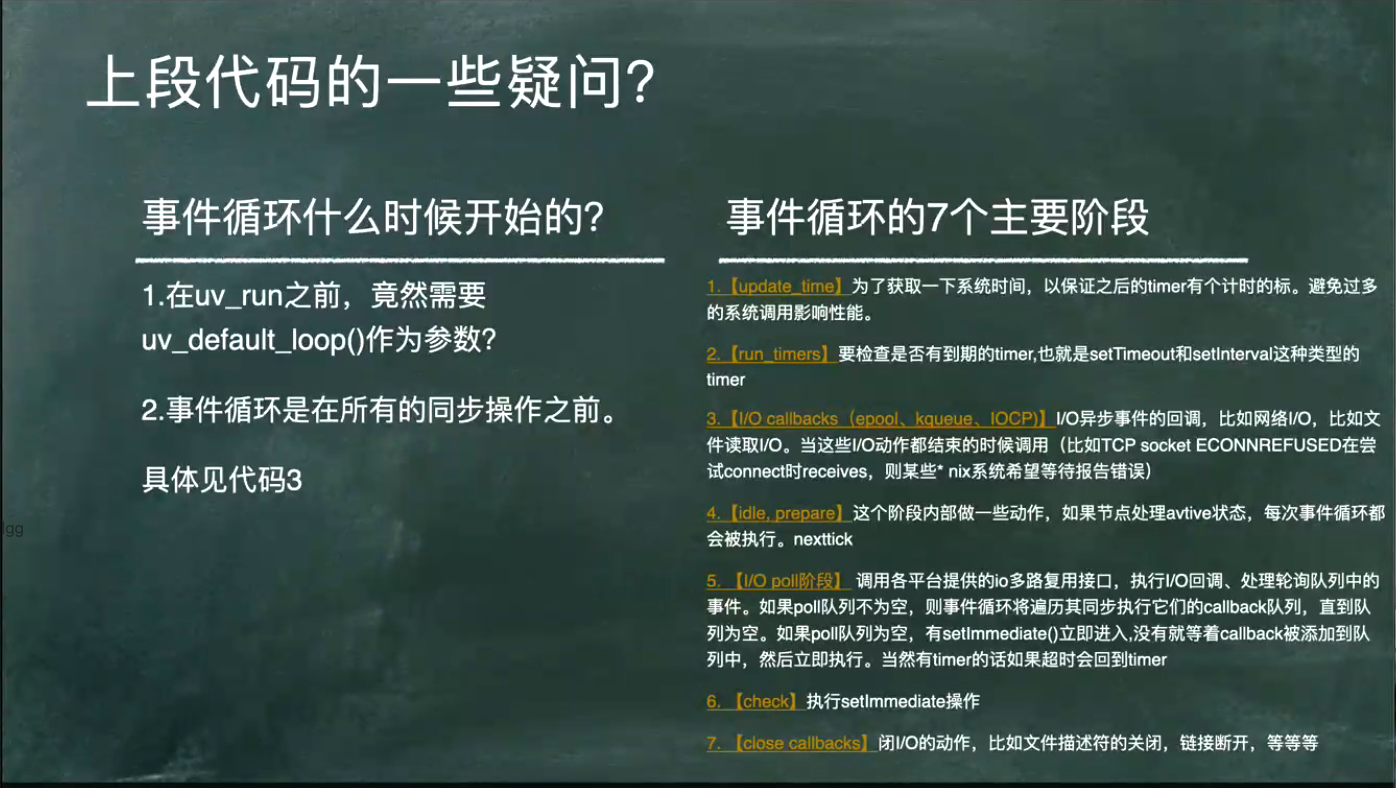 上段代码的一些疑问?
事件循环什么时候开始的?
1.在uv_run之前，竟然需要
uv_default_loop()作为参数?
2.事件循环是在所有的同步操作之前。
具体见代码3
lgg
事件循环的7个主要阶段
1.【update_time】为了获取一下系统时间，以保证之后的timer有个计时的标。避免过多
的系统调用影响性能。
2.【run_timers】要检查是否有到期的timer,也就是setTimeout和setInterval这种类型的
timer
3.【I/O callbacks（epool、kqueue、IOCP)】I/O异步事件的回调，比如网络I/O，比如文
件读取I/O。当这些I/O动作都结束的时候调用（比如TCP socket ECONNREFUSED在尝
试connect时receives，则某些* nix系统希望等待报告错误）
4.【idle, prepare】这个阶段内部做一些动作，如果节点处理avtive状态，每次事件循环都
会被执行。nexttick
5. 【I/O poll阶段】 调用各平台提供的io多路复用接口，执行I/O回调、处理轮询队列中的
事件。如果poll队列不为空，则事件循环将遍历其同步执行它们的callback队列，直到队
列为空。如果poll队列为空，有setImmediate()立即进入,没有就等着callback被添加到队
列中，然后立即执行。当然有timer的话如果超时会回到timer
6. 【check】执行setImmediate操作
7. 【close callbacks】闭I/O的动作，比如文件描述符的关闭，链接断开，等等等